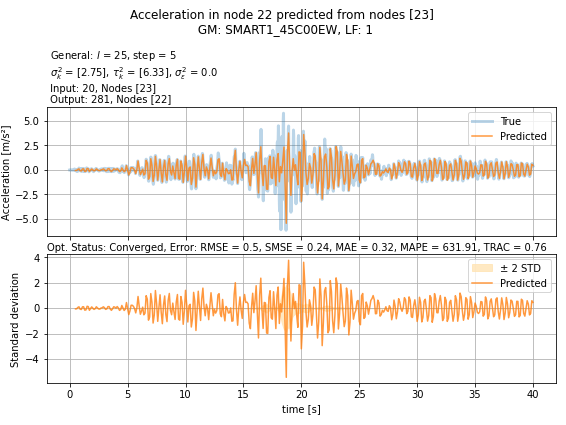 Acceleration in node 22 predicted from nodes [23]
GM: SMART1_45C00EW, LF: 1
General: l = 25, step = 5
σ²ₖ = [2.75], τ²ₖ = [6.33], σ²ε = 0.0
Input: 20, Nodes [23]
Output: 281, Nodes [22]
Acceleration [m/s²]
5.0
2.5
0.0
−2.5
−5.0
True
Predicted
Opt. Status: Converged, Error: RMSE = 0.5, SMSE = 0.24, MAE = 0.32, MAPE = 631.91, TRAC = 0.76
Standard deviation
4
2
0
−2
−4
± 2 STD
Predicted
0 5 10 15 20 25 30 35 40
time [s]